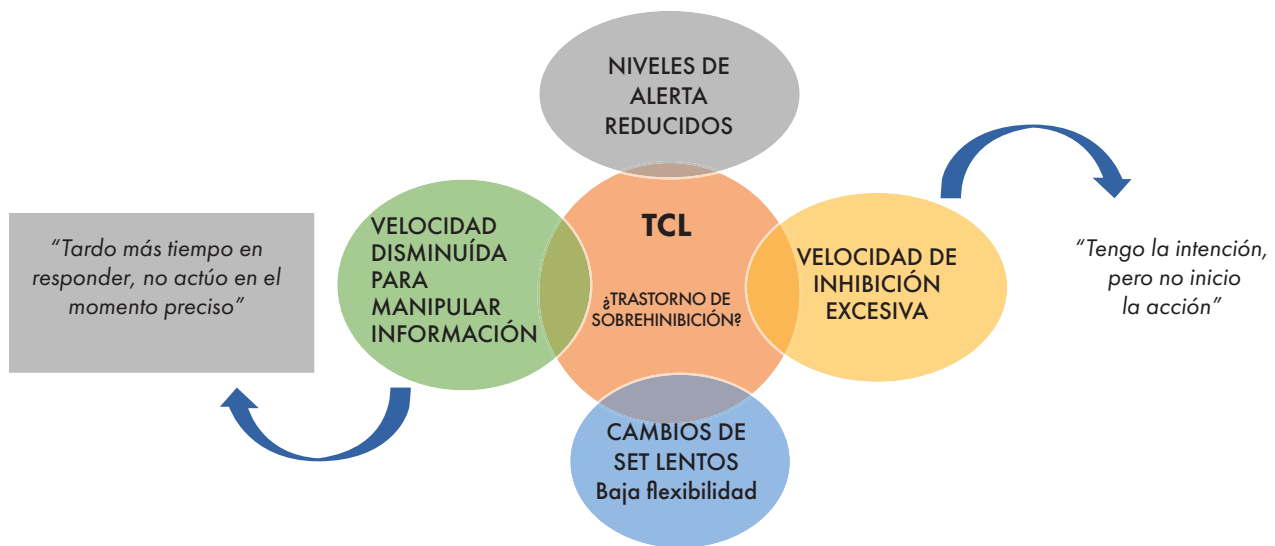 NIVELES DE
ALERTA
REDUCIDOS
“Tardo más tiempo en
responder, no actúo en el
momento preciso”
VELOCIDAD
DISMINUÍDA
PARA
MANIPULAR
INFORMACIÓN
TCL
¿TRASTORNO DE
SOBREHINIBICIÓN?
VELOCIDAD DE
INHIBICIÓN
EXCESIVA
“Tengo la intención,
pero no inicio
la acción”
CAMBIOS DE
SET LENTOS
Baja flexibilidad